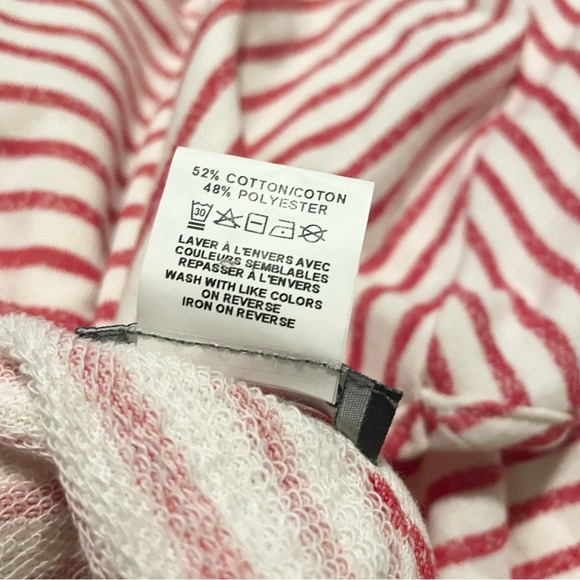 52% COTTON/COTON
48% POLYESTER
30
LAVER À L'ENVERS AVEC
COULEURS SEMBLABLES
REPASSER À L'ENVERS
WASH WITH LIKE COLORS
ON REVERSE
IRON ON REVERSE